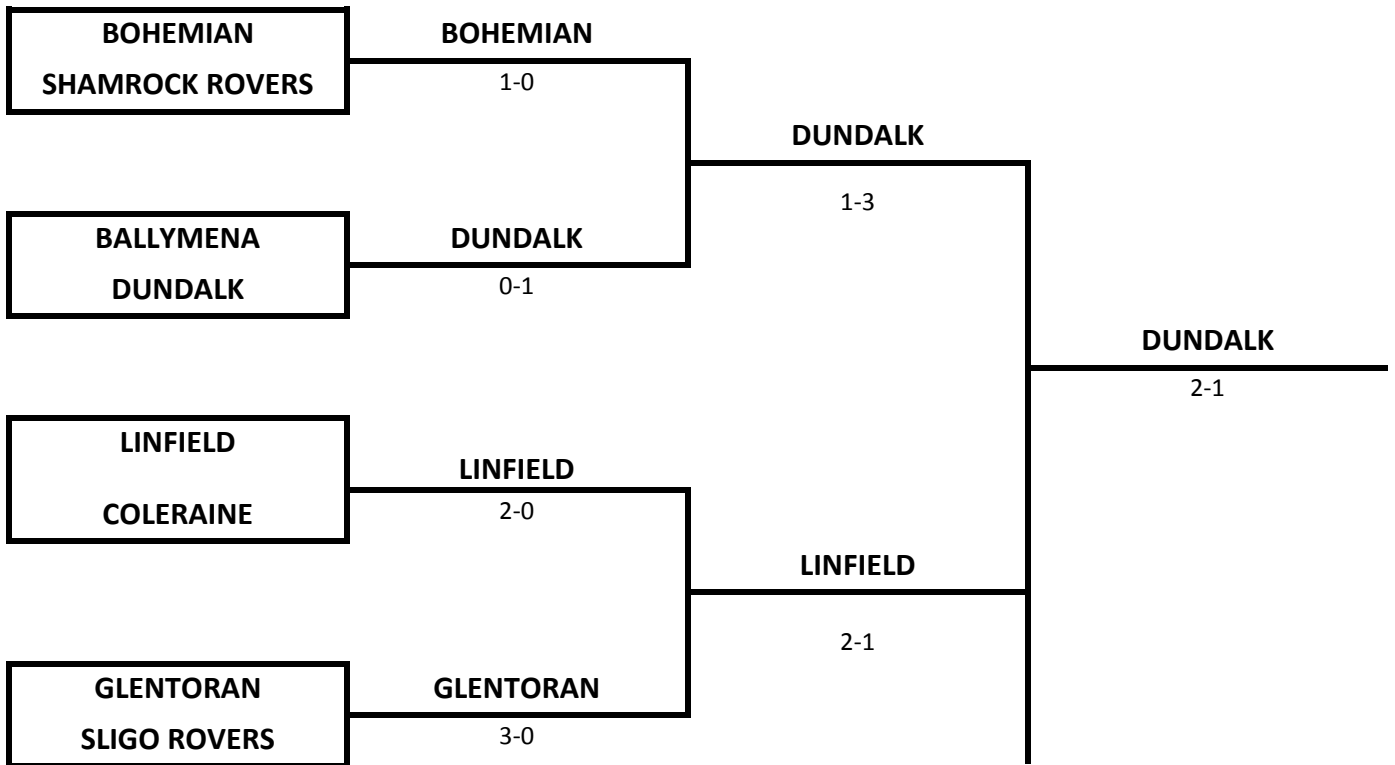 BOHEMIAN
SHAMROCK ROVERS
BOHEMIAN
1-0
BALLYMENA
DUNDALK
DUNDALK
0-1
DUNDALK
1-3
LINFIELD
COLERAINE
LINFIELD
2-0
GLENTORAN
SLIGO ROVERS
GLENTORAN
3-0
LINFIELD
2-1
DUNDALK
2-1